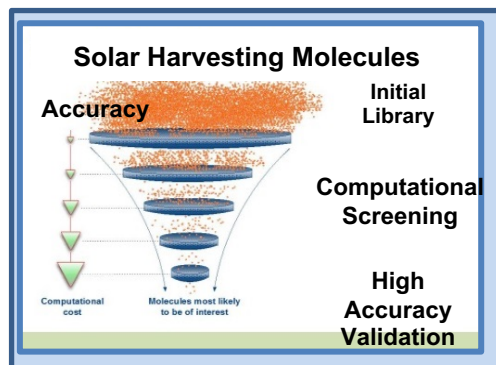 Solar Harvesting Molecules
Accuracy
Initial
Library
Computational
Screening
High
Accuracy
Validation
Computational
cost
Molecules most likely
to be of interest